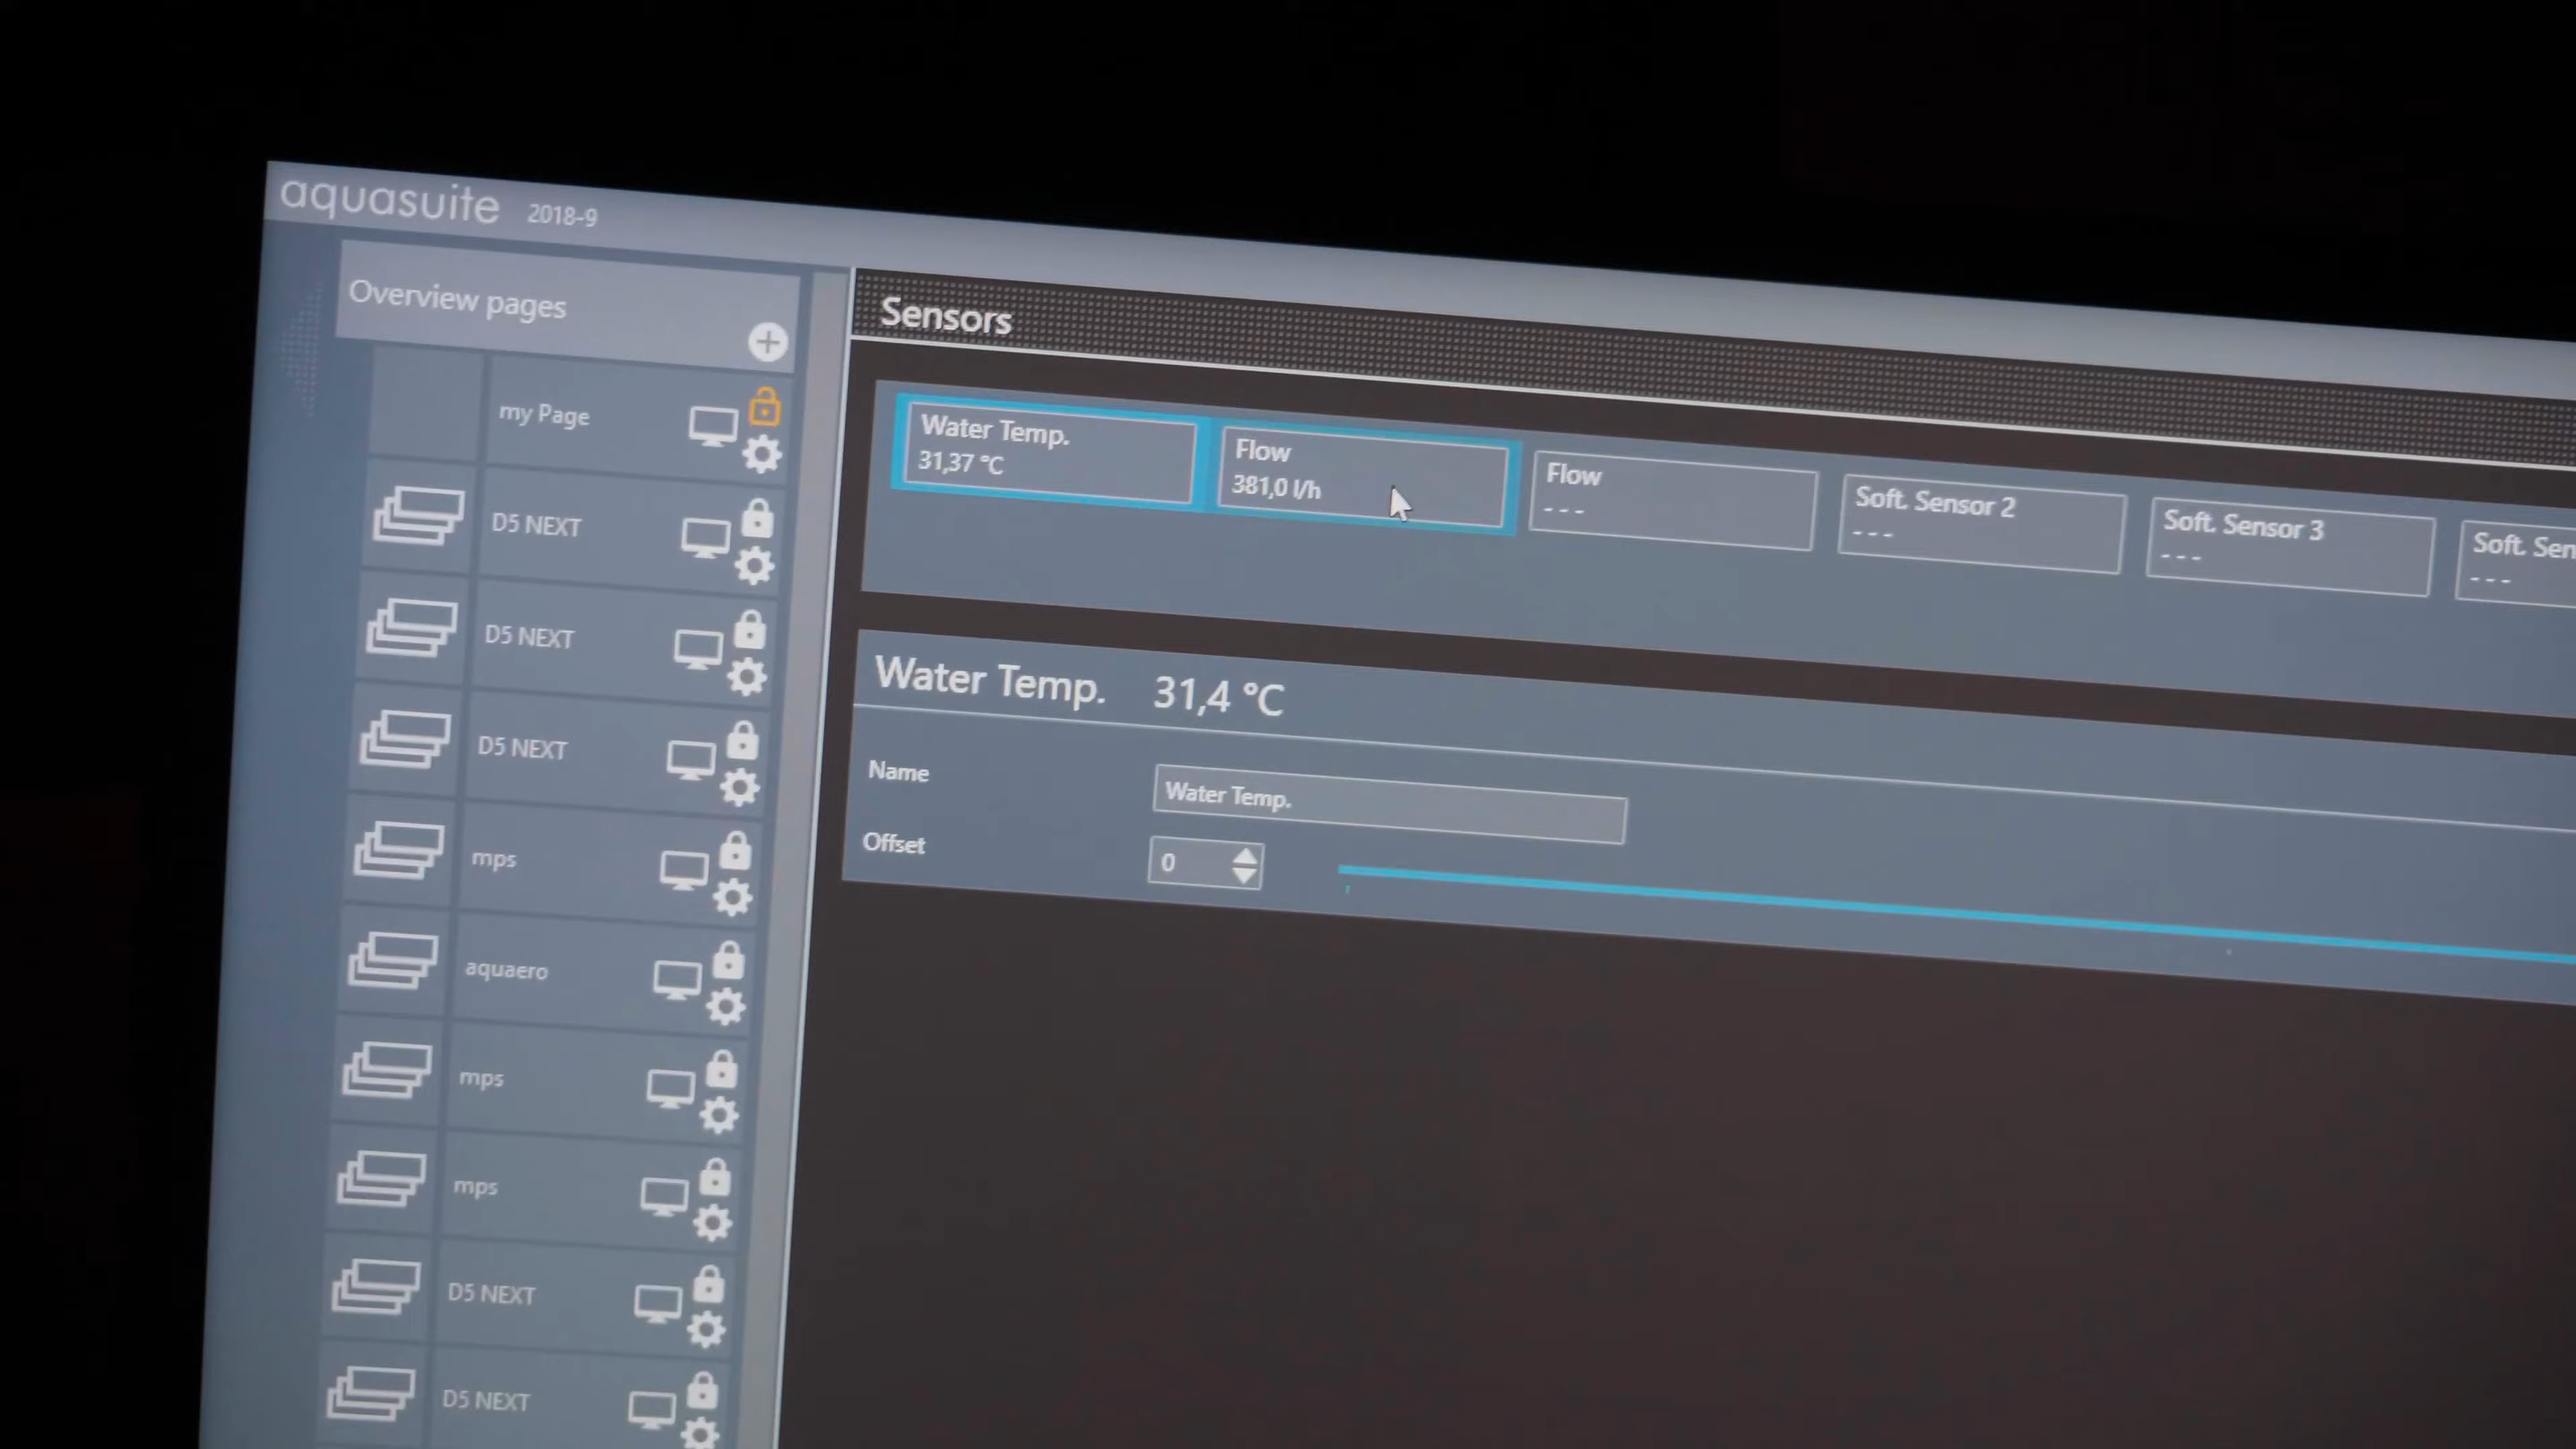 aquasuite 2018-9
Overview pages
my Page
D5 NEXT
D5 NEXT
D5 NEXT
mps
aquaero
mps
mps
D5 NEXT
D5 NEXT
Sensors
Water Temp.
31,37 °C
Flow
381,0 l/h
Flow
---
Soft. Sensor 2
---
Soft. Sensor 3
---
Soft. Sen
---
Water Temp. 31,4 °C
Name Water Temp.
Offset 0